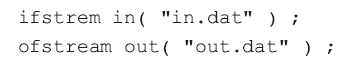 ifstrem in( "in.dat" ) ;
ofstream out( "out.dat" ) ;